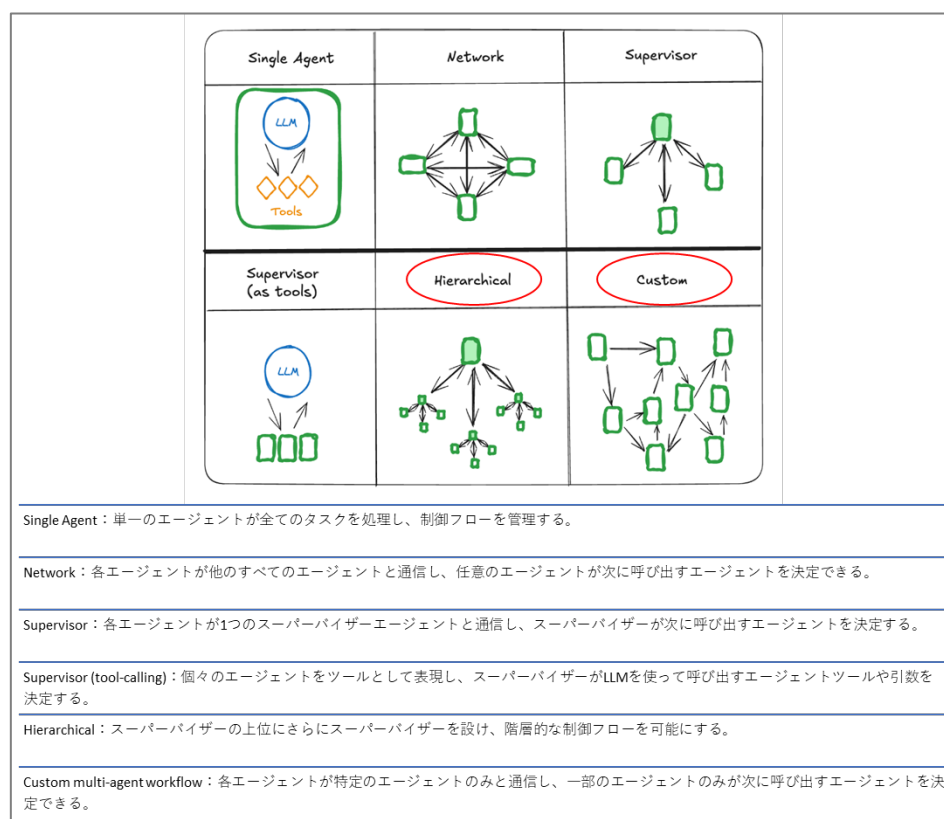 Single Agent
Network
Supervisor
LLM
Tools
Supervisor
(as tools)
Hierarchical
Custom
LLM
Single Agent：単一のエージェントが全てのタスクを処理し、制御フローを管理する。
Network：各エージェントが他のすべてのエージェントと通信し、任意のエージェントが次に呼び出すエージェントを決定できる。
Supervisor：各エージェントが1つのスーパーバイザーエージェントと通信し、スーパーバイザーが次に呼び出すエージェントを決定する。
Supervisor (tool-calling)：個々のエージェントをツールとして表現し、スーパーバイザーがLLMを使って呼び出すエージェントツールや引数を
決定する。
Hierarchical：スーパーバイザーの上位にさらにスーパーバイザーを設け、階層的な制御フローを可能にする。
Custom multi-agent workflow：各エージェントが特定のエージェントのみと通信し、一部のエージェントのみが次に呼び出すエージェントを決
定できる。